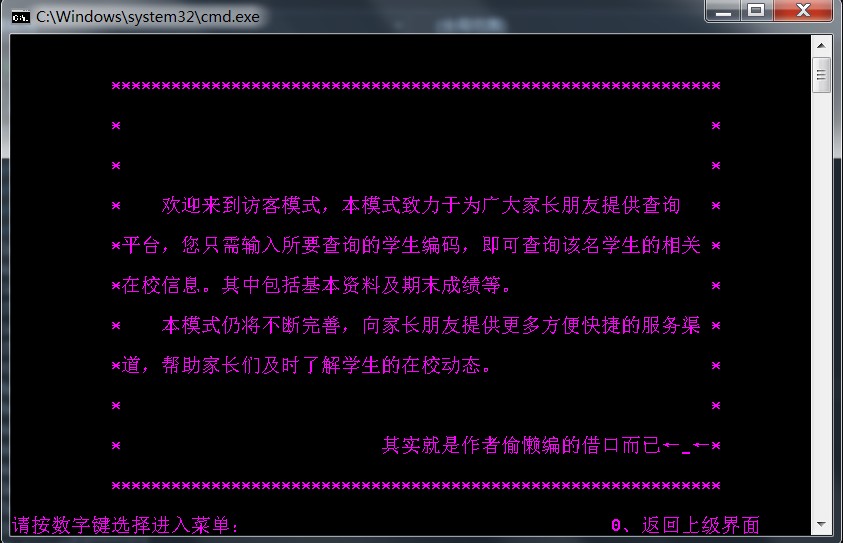 C:\Windows\system32\cmd.exe
*************************************************************
* *
* *
* 欢迎来到访客模式，本模式致力于为广大家长朋友提供查询 *
*平台，您只需输入所要查询的学生编码，即可查询该名学生的相关 *
*在校信息。其中包括基本资料及期末成绩等。 *
* 本模式仍将不断完善，向家长朋友提供更多方便快捷的服务渠 *
*道，帮助家长们及时了解学生的在校动态。 *
* *
* 其实就是作者偷懒编的借口而已←_←*
*************************************************************
请按数字键选择进入菜单： 0、返回上级界面